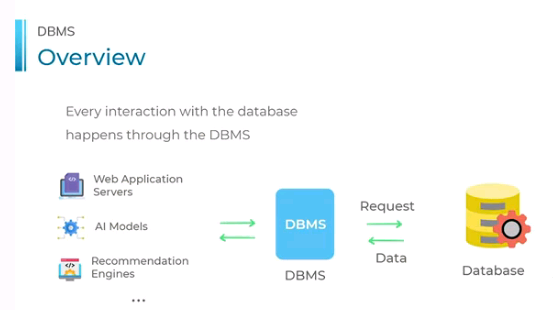 DBMS
Overview
Every interaction with the database
happens through the DBMS
Web Application
Servers
AI Models
Recommendation
Engines
...
DBMS
DBMS
Request
Data
Database